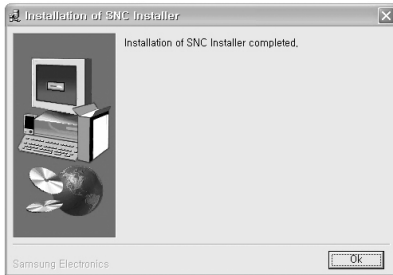 Installation of SNC Installer
Installation of SNC Installer completed,
Samsung Electronics
Ok